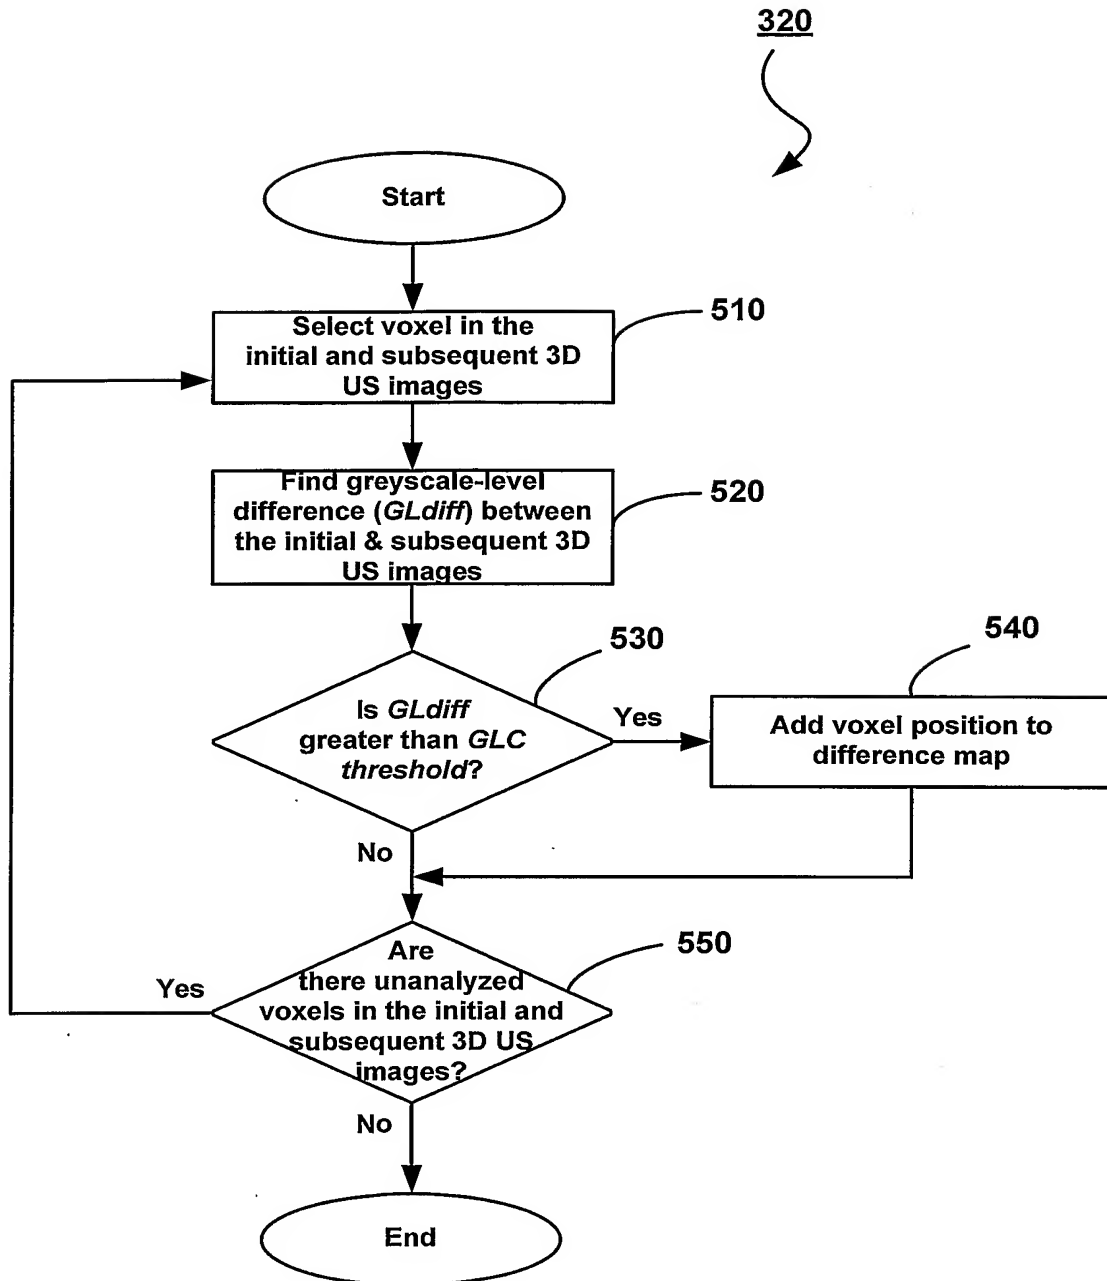 320
Start
Select voxel in the
initial and subsequent 3D
US images
510
Find greyscale-level
difference (GLdiff) between
the initial & subsequent 3D
US images
520
530
Is GLdiff
greater than GLC
threshold?
Yes
540
Add voxel position to
difference map
No
550
Are
there unanalyzed
voxels in the initial and
subsequent 3D US
images?
Yes
No
End